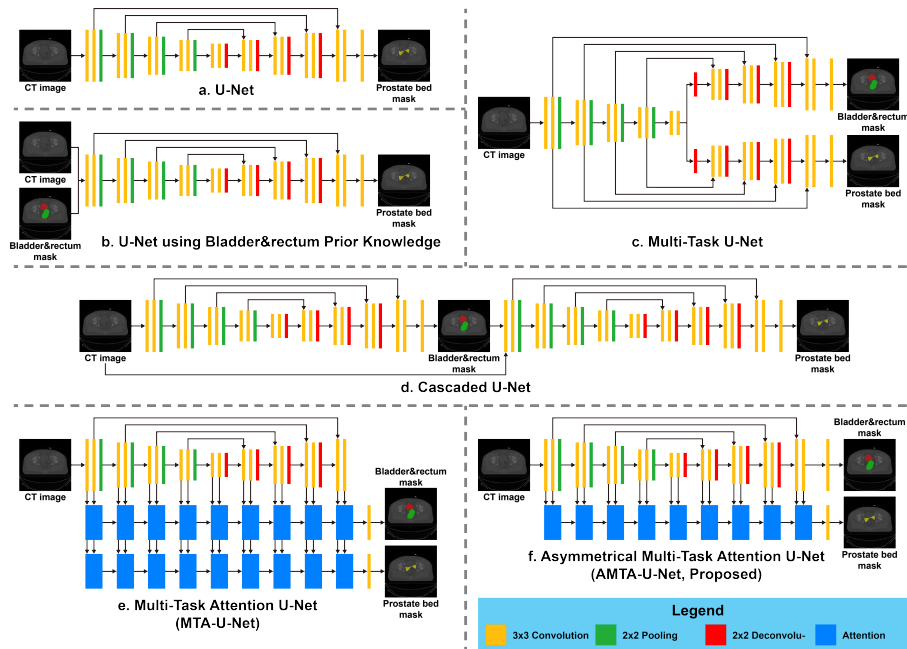 CT image
Prostate bed
mask
a. U-Net
CT image
Bladder&rectum
mask
Prostate bed
mask
b. U-Net using Bladder&rectum Prior Knowledge
CT image
Bladder&rectum
mask
Prostate bed
mask
c. Multi-Task U-Net
CT image
Bladder&rectum
mask
Prostate bed
mask
d. Cascaded U-Net
CT image
Bladder&rectum
mask
Prostate bed
mask
e. Multi-Task Attention U-Net
(MTA-U-Net)
Bladder&rectum
mask
CT image
Prostate bed
mask
f. Asymmetrical Multi-Task Attention U-Net
(AMTA-U-Net, Proposed)
Legend
3x3 Convolution
2x2 Pooling
2x2 Deconvolu-
Attention